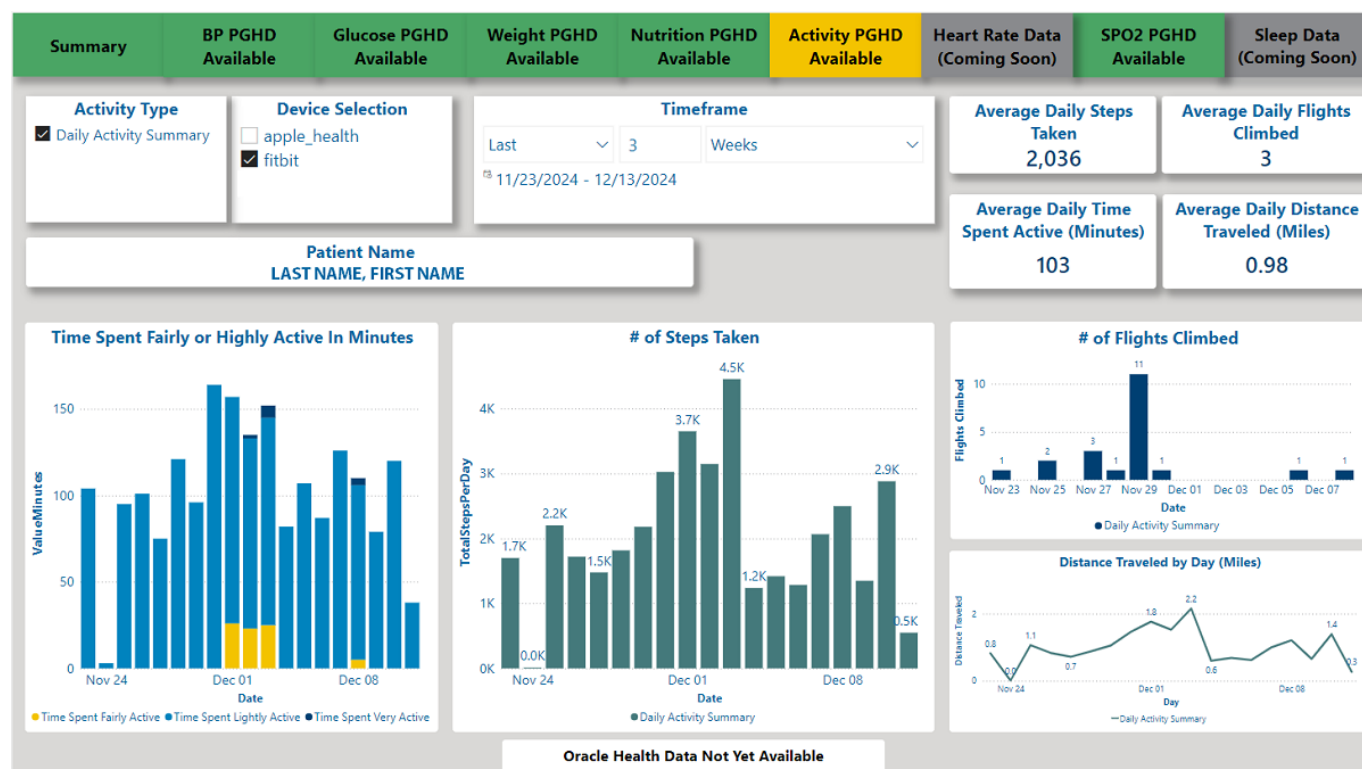 Summary
BP PGHD
Available
Glucose PGHD
Available
Weight PGHD
Available
Nutrition PGHD
Available
Activity PGHD
Available
Heart Rate Data
(Coming Soon)
SPO2 PGHD
Available
Sleep Data
(Coming Soon)
Activity Type
Daily Activity Summary
Device Selection
apple_health
fitbit
Timeframe
Last 3 Weeks
11/23/2024 - 12/13/2024
Average Daily Steps
Taken
2,036
Average Daily Flights
Climbed
3
Average Daily Time
Spent Active (Minutes)
103
Average Daily Distance
Traveled (Miles)
0.98
Patient Name
LAST NAME, FIRST NAME
Time Spent Fairly or Highly Active In Minutes
ValueMinutes
150
100
50
0
Nov 24 Dec 01 Dec 08
Date
Time Spent Fairly Active Time Spent Lightly Active Time Spent Very Active
# of Steps Taken
TotalStepsPerDay
4K
3K
2K
1K
0K
1.7K
0.0K
2.2K
1.5K
3.7K
4.5K
1.2K
2.9K
0.5K
Nov 24 Dec 01 Dec 08
Date
Daily Activity Summary
# of Flights Climbed
Flights Climbed
10
5
0
1
2
3
1
11
1
1
1
Nov 23 Nov 25 Nov 27 Nov 29 Dec 01 Dec 03 Dec 05 Dec 07
Date
Daily Activity Summary
Distance Traveled by Day (Miles)
Distance Traveled
2
0
0.8
0.0
1.1
0.7
1.8
2.2
0.6
1.4
0.3
Nov 24 Dec 01 Dec 08
Day
Daily Activity Summary
Oracle Health Data Not Yet Available